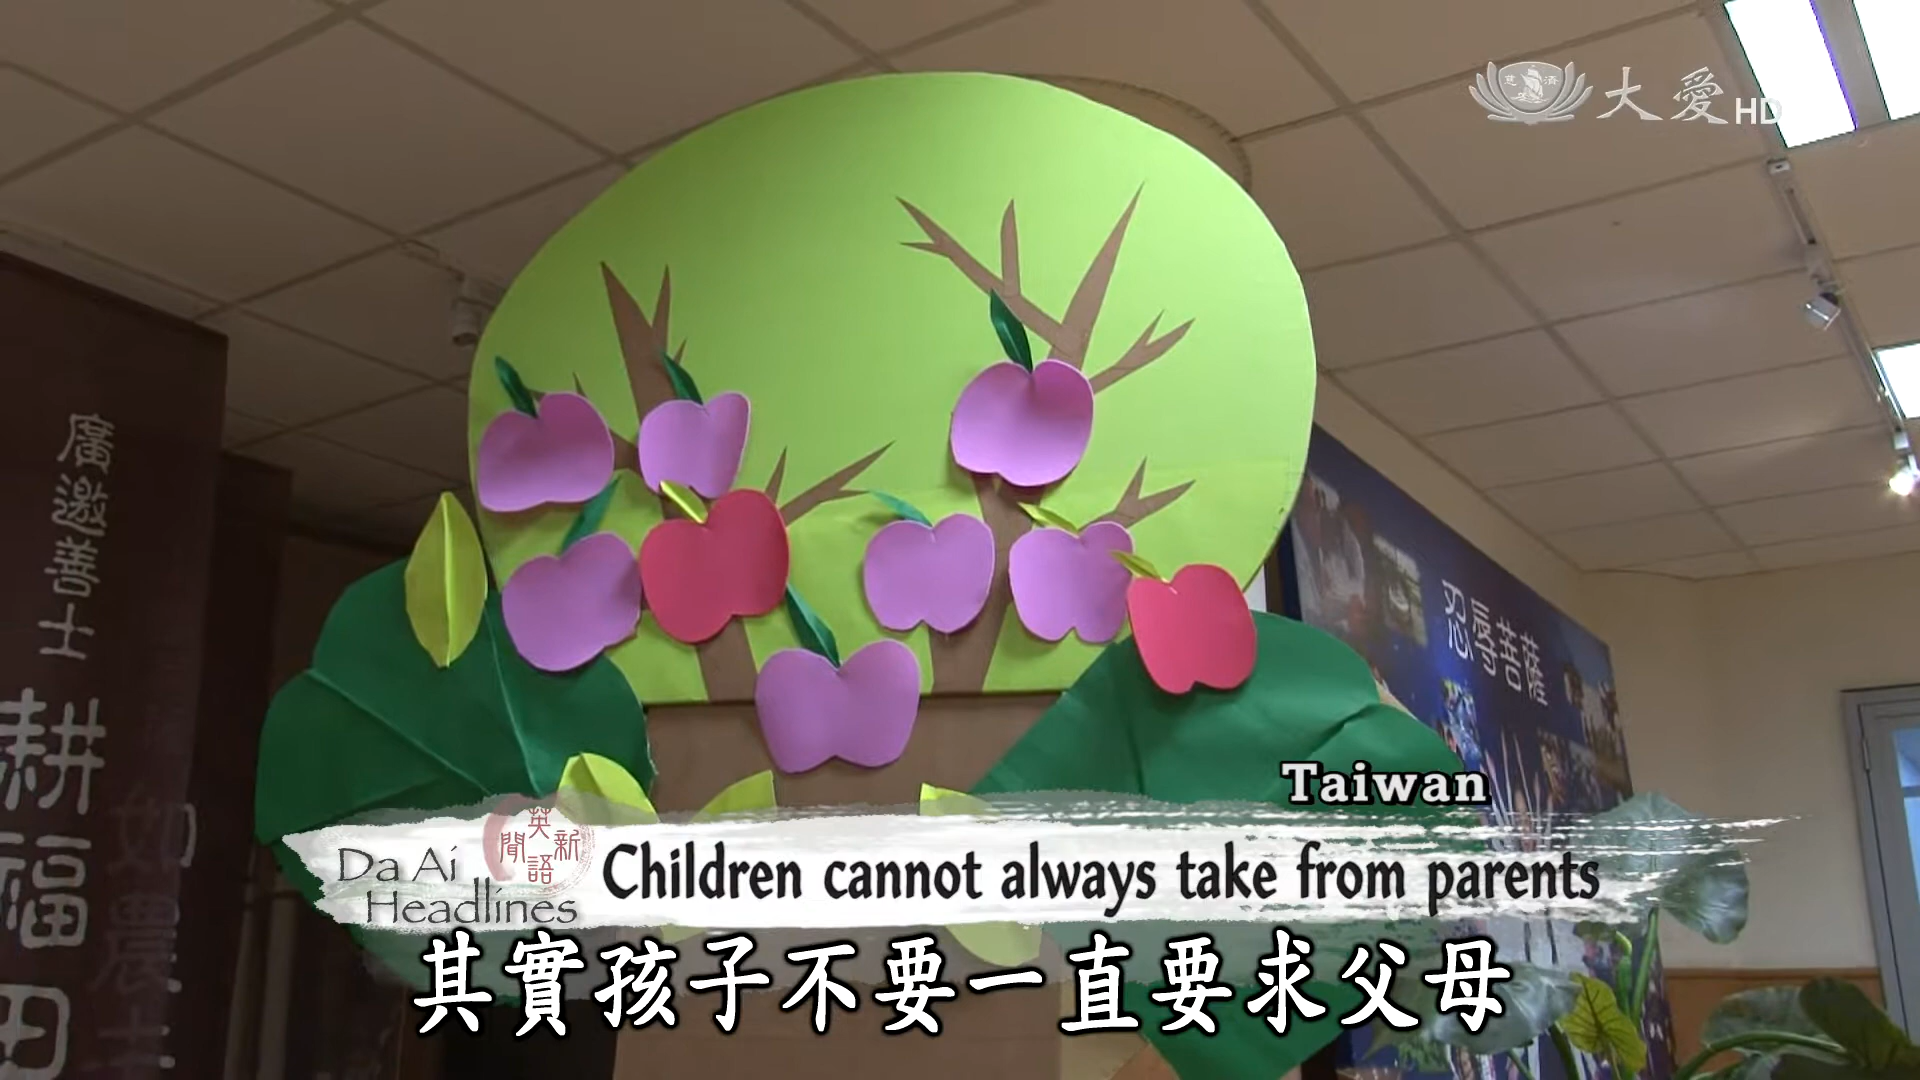 大愛HD
廣邀善士
耕福田
忍辱菩薩
Taiwan
Da Ai
Headlines
英語新聞
Children cannot always take from parents
其實孩子不要一直要求父母